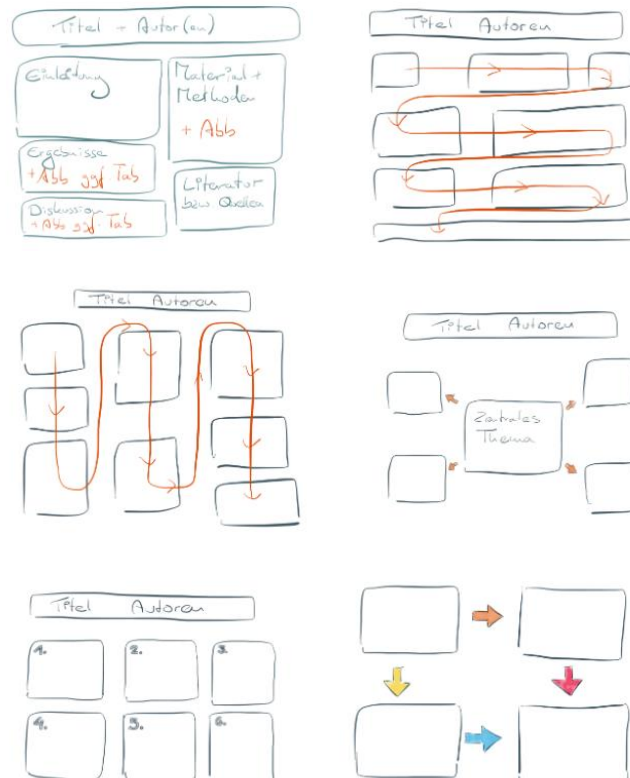 Titel + Autor(en)
Einleitung
Material +
Methoden
+ Abb
Ergebnisse
+Abb ggf Tab
Literatur
bzw Quellen
Diskussion
+ Abb ggf. Tab
Titel Autoren
Titel Autoren
Titel Autoren
Zentrales
Thema
Titel Autoren
1.
2.
3
4.
5.
6.